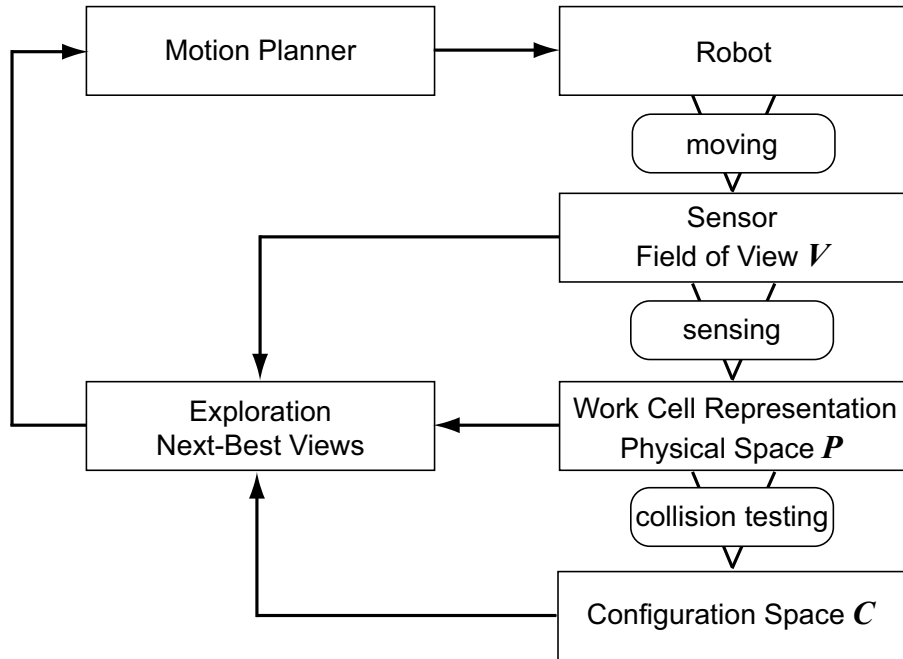 Motion Planner
Robot
moving
Sensor
Field of View V
sensing
Exploration
Next-Best Views
Work Cell Representation
Physical Space P
collision testing
Configuration Space C